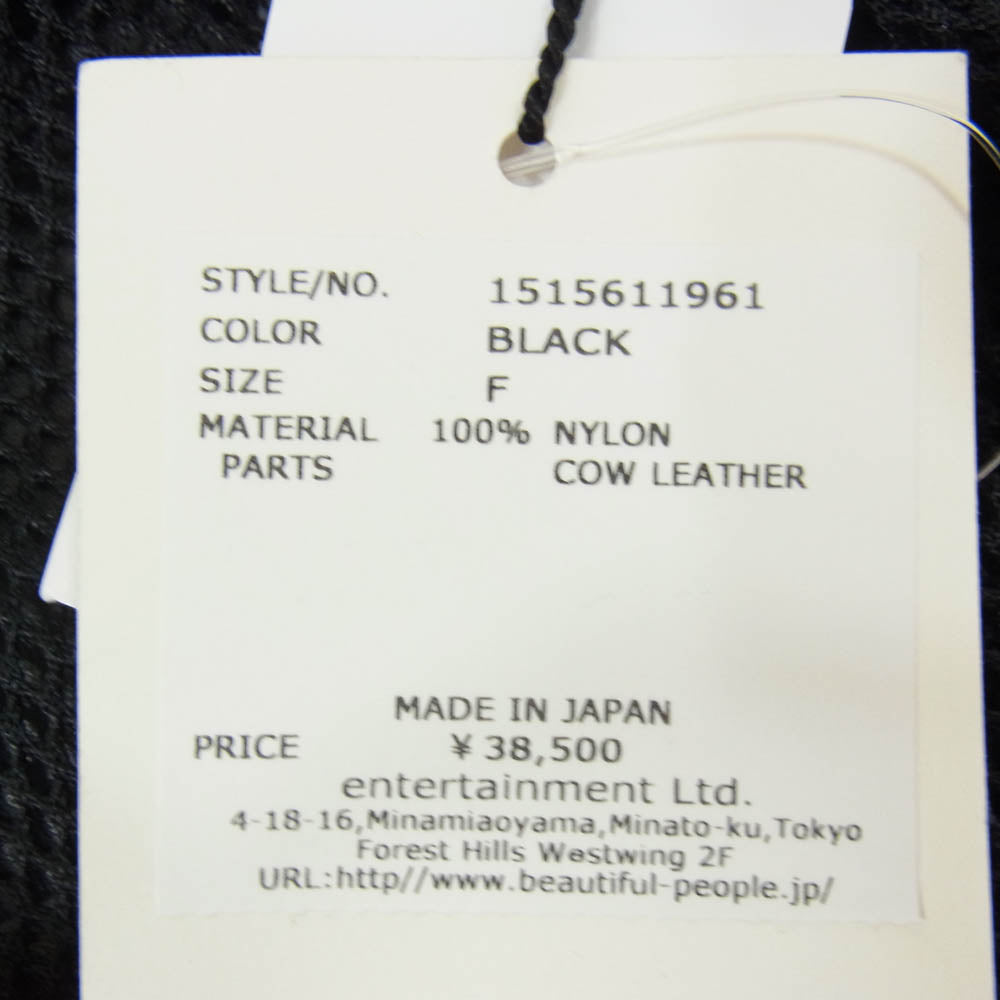 STYLE/NO. 1515611961
COLOR BLACK
SIZE F
MATERIAL 100% NYLON
PARTS COW LEATHER
MADE IN JAPAN
PRICE ¥38,500
entertainment Ltd.
4-18-16,Minamiaoyama,Minato-ku,Tokyo
Forest Hills Westwing 2F
URL:http//www.beautiful-people.jp/